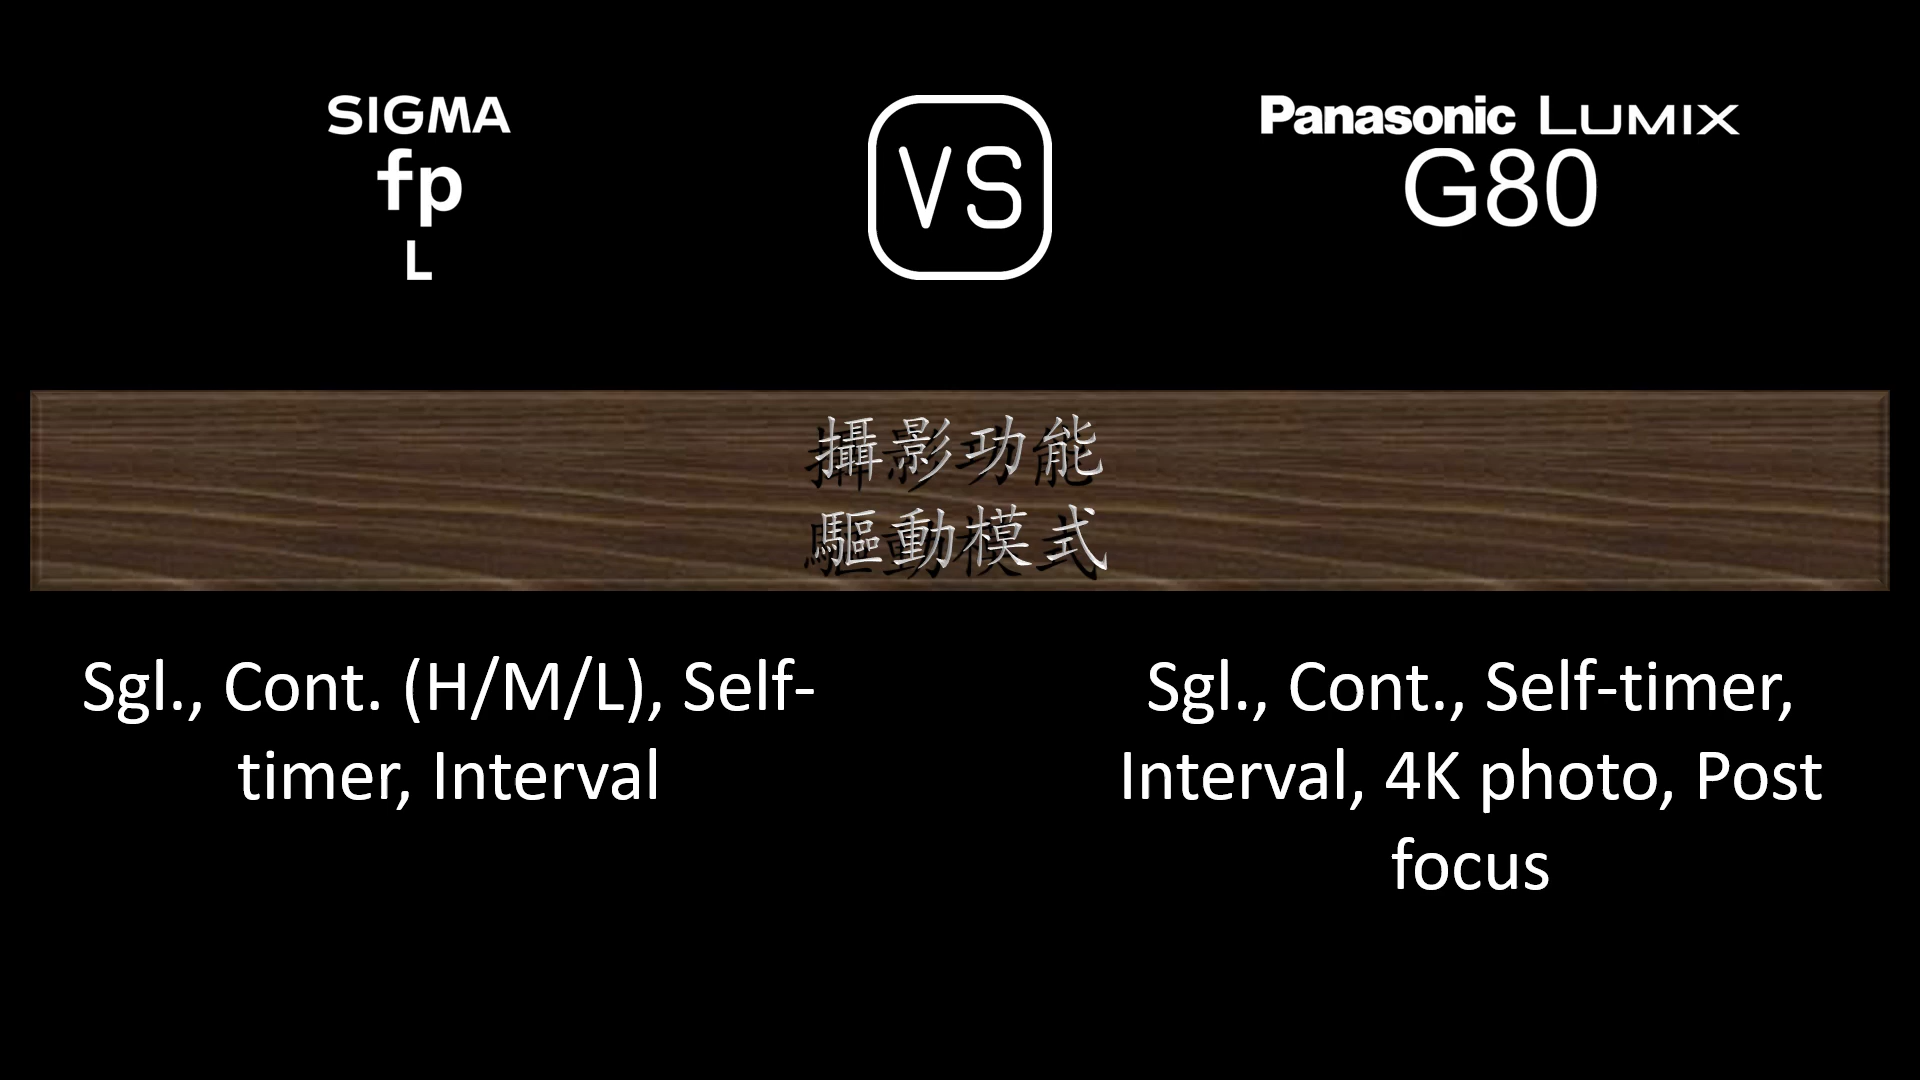 SIGMA
fp
L
VS
Panasonic LUMIX
G80
攝影功能
驅動模式
Sgl., Cont. (H/M/L), Self-
timer, Interval
Sgl., Cont., Self-timer,
Interval, 4K photo, Post
focus